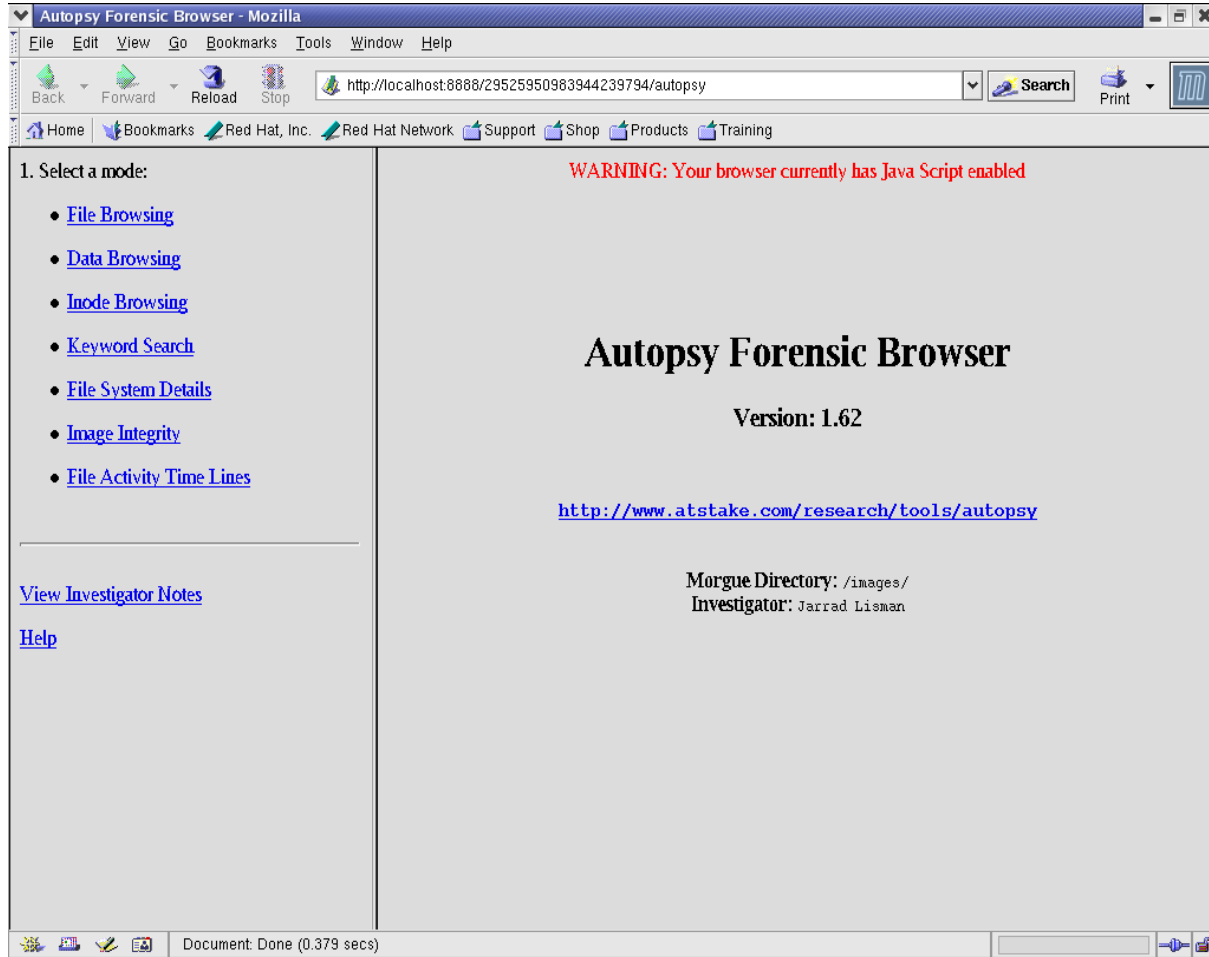 Autopsy Forensic Browser - Mozilla
File Edit View Go Bookmarks Tools Window Help
Back Forward Reload Stop http://localhost:8888/29525950983944239794/autopsy Search Print
Home Bookmarks Red Hat, Inc. Red Hat Network Support Shop Products Training
1. Select a mode:
File Browsing
Data Browsing
Inode Browsing
Keyword Search
File System Details
Image Integrity
File Activity Time Lines
View Investigator Notes
Help
WARNING: Your browser currently has Java Script enabled
Autopsy Forensic Browser
Version: 1.62
http://www.atstake.com/research/tools/autopsy
Morgue Directory: /images/
Investigator: Jarrad Lisman
Document: Done (0.379 secs)